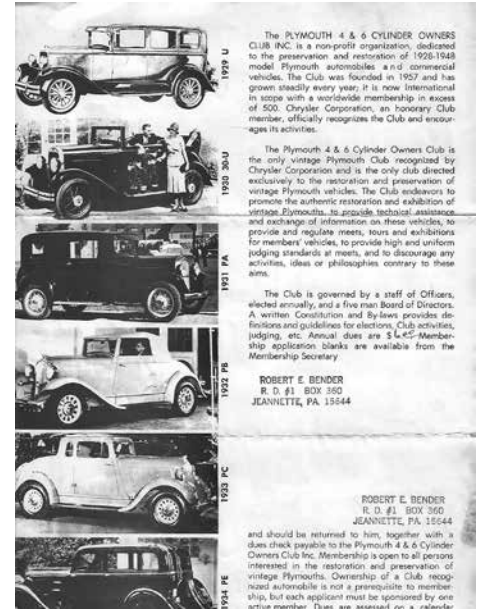 1929 U
1930 30-U
1931 PA
1932 PB
1933 PC
1934 PE
The PLYMOUTH 4 & 6 CYLINDER OWNERS
CLUB INC. is a non-profit organization, dedicated
to the preservation and restoration of 1928-1948
model Plymouth automobiles and commercial
vehicles. The Club was founded in 1957 and has
grown steadily every year; it is now International
in scope with a worldwide membership in excess
of 500. Chrysler Corporation, an honorary Club
member, officially recognizes the Club and encour-
ages its activities.
The Plymouth 4 & 6 Cylinder Owners Club is
the only vintage Plymouth Club recognized by
Chrysler Corporation and is the only club directed
exclusively to the restoration and preservation of
vintage Plymouth vehicles. The Club endeavors to
promote the authentic restoration and exhibition of
vintage Plymouths, to provide technical assistance
and exchange of information on these vehicles, to
provide and regulate meets, tours and exhibitions
for members' vehicles, to provide high and uniform
judging standards at meets, and to discourage any
activities, ideas or philosophies contrary to these
aims.
The Club is governed by a staff of Officers,
elected annually, and a five man Board of Directors.
A written Constitution and By-laws provides de-
finitions and guidelines for elections, Club activities,
judging, etc. Annual dues are $ Member-
ship application blanks are available from the
Membership Secretary
ROBERT E. BENDER
R. D. #1 BOX 360
JEANNETTE, PA. 15644
ROBERT E. BENDER
R. D. #1 BOX 360
JEANNETTE, PA. 15644
and should be returned to him, together with a
dues check payable to the Plymouth 4 & 6 Cylinder
Owners Club Inc. Membership is open to all persons
interested in the restoration and preservation of
vintage Plymouths. Ownership of a Club recog-
nized automobile is not a prerequisite to member-
ship, but each applicant must be sponsored by one
active member. Dues are assessed on a calendar